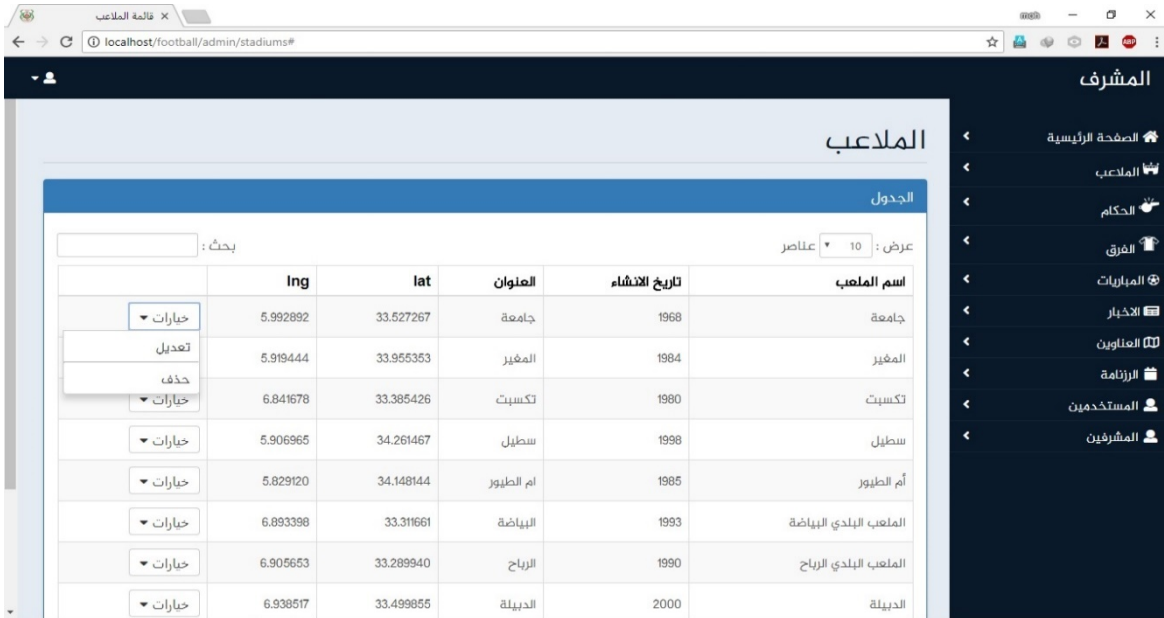 قائمة الملاعب
localhost/football/admin/stadiums#
ABP
المشرف
الصفحة الرئيسية
الملاعب
الحكام
الفرق
المباريات
الاخبار
العناوين
الرزنامة
المستخدمين
المشرفين
الملاعب
الجدول
عرض : 10 عناصر
بحث :
اسم الملعب تاريخ الانشاء العنوان lat lng
جامعة 1968 جامعة 33.527267 5.992892 خيارات
تعديل
حذف
المغير 1984 المغير 33.955353 5.919444
تكسبت 1980 تكسبت 33.385426 6.841678 خيارات
سطيل 1998 سطيل 34.261467 5.906965 خيارات
أم الطيور 1985 ام الطيور 34.148144 5.829120 خيارات
الملعب البلدي البياضة 1993 البياضة 33.311661 6.893398 خيارات
الملعب البلدي الرباح 1990 الرباح 33.289940 6.905653 خيارات
الدبيلة 2000 الدبيلة 33.499855 6.938517 خيارات